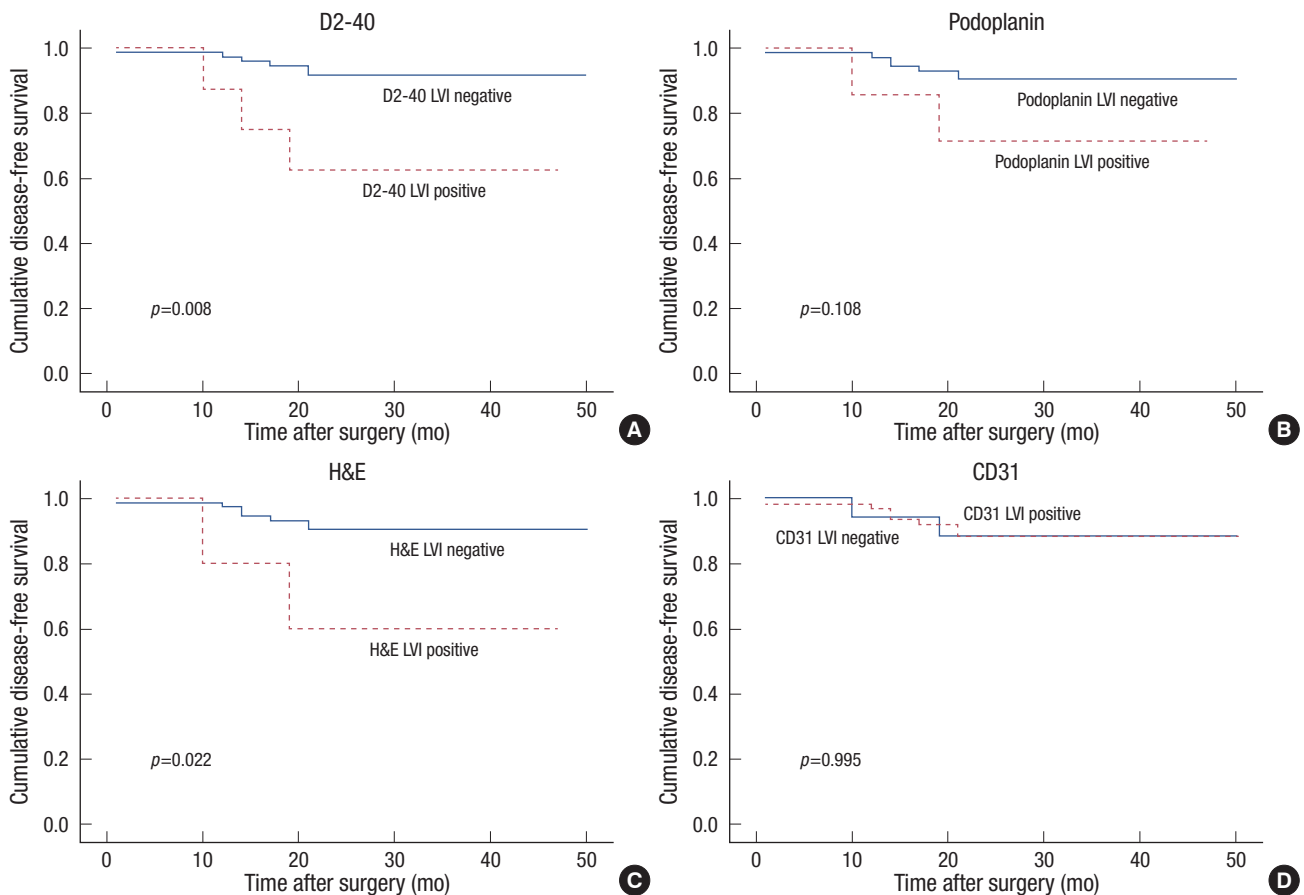 D2-40
Cumulative disease-free survival
1.0
0.8
0.6
0.4
0.2
0.0
D2-40 LVI negative
D2-40 LVI positive
p=0.008
0 10 20 30 40 50
Time after surgery (mo)
A
Podoplanin
Cumulative disease-free survival
1.0
0.8
0.6
0.4
0.2
0.0
Podoplanin LVI negative
Podoplanin LVI positive
p=0.108
0 10 20 30 40 50
Time after surgery (mo)
B
H&E
Cumulative disease-free survival
1.0
0.8
0.6
0.4
0.2
0.0
H&E LVI negative
H&E LVI positive
p=0.022
0 10 20 30 40 50
Time after surgery (mo)
C
CD31
Cumulative disease-free survival
1.0
0.8
0.6
0.4
0.2
0.0
CD31 LVI positive
CD31 LVI negative
p=0.995
0 10 20 30 40 50
Time after surgery (mo)
D